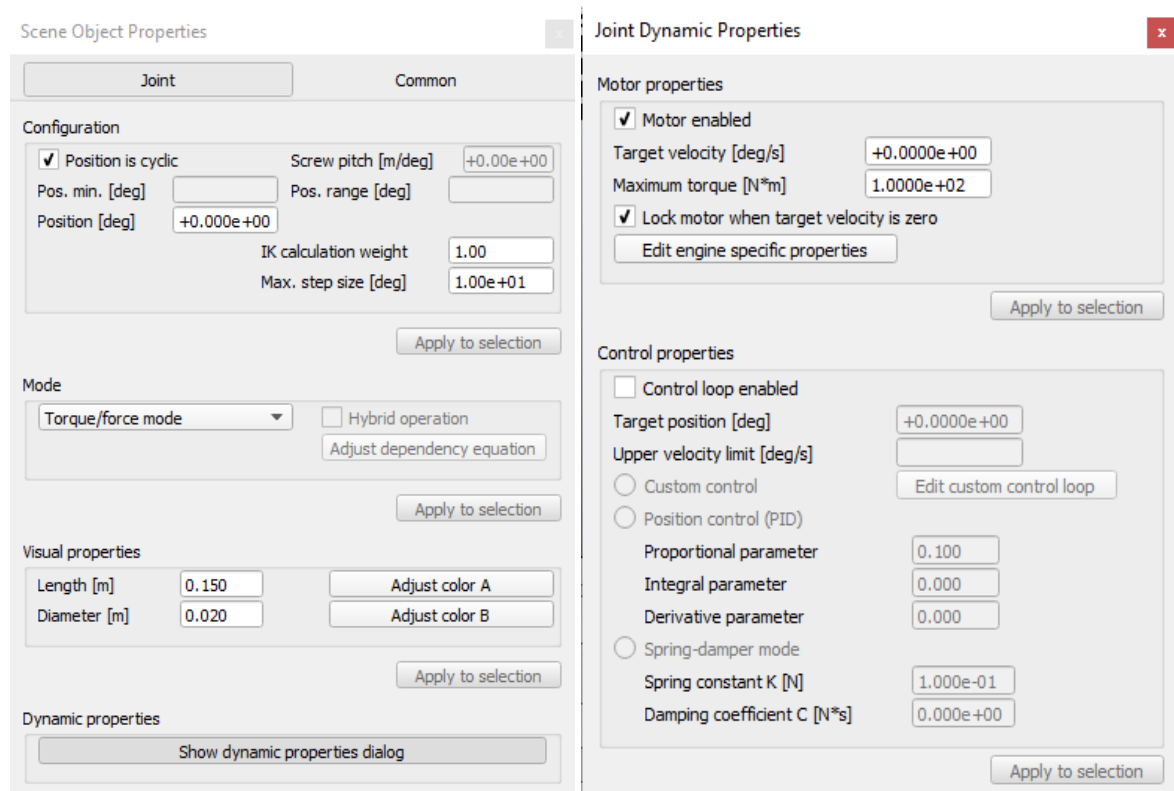 Scene Object Properties
x
Joint Common
Configuration
Position is cyclic Screw pitch [m/deg] +0.00e+00
Pos. min. [deg] Pos. range [deg]
Position [deg] +0.000e+00
IK calculation weight 1.00
Max. step size [deg] 1.00e+01
Apply to selection
Mode
Torque/force mode Hybrid operation
Adjust dependency equation
Apply to selection
Visual properties
Length [m] 0.150 Adjust color A
Diameter [m] 0.020 Adjust color B
Apply to selection
Dynamic properties
Show dynamic properties dialog
Joint Dynamic Properties
x
Motor properties
Motor enabled
Target velocity [deg/s] +0.0000e+00
Maximum torque [N*m] 1.0000e+02
Lock motor when target velocity is zero
Edit engine specific properties
Apply to selection
Control properties
Control loop enabled
Target position [deg] +0.0000e+00
Upper velocity limit [deg/s]
Custom control Edit custom control loop
Position control (PID)
Proportional parameter 0.100
Integral parameter 0.000
Derivative parameter 0.000
Spring-damper mode
Spring constant K [N] 1.000e-01
Damping coefficient C [N*s] 0.000e+00
Apply to selection